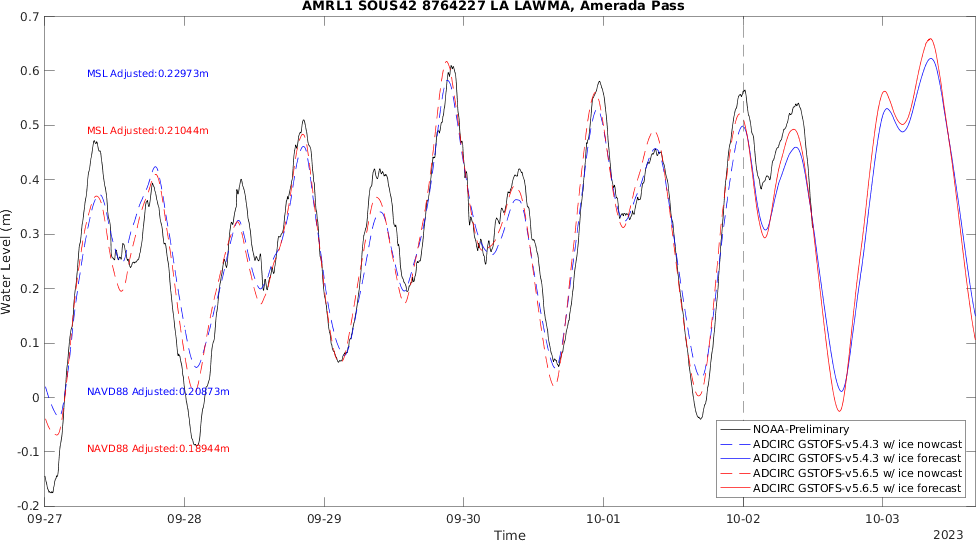 AMRL1 SOUS42 8764227 LA LAWMA, Amerada Pass
0.7
0.6
0.5
0.4
0.3
0.2
0.1
0
-0.1
-0.2
Water Level (m)
MSL Adjusted:0.22973m
MSL Adjusted:0.21044m
NAVD88 Adjusted:0.20873m
NAVD88 Adjusted:0.18944m
NOAA-Preliminary
ADCIRC GSTOFS-v5.4.3 w/ ice nowcast
ADCIRC GSTOFS-v5.4.3 w/ ice forecast
ADCIRC GSTOFS-v5.6.5 w/ ice nowcast
ADCIRC GSTOFS-v5.6.5 w/ ice forecast
09-27 09-28 09-29 09-30 10-01 10-02 10-03
Time
2023